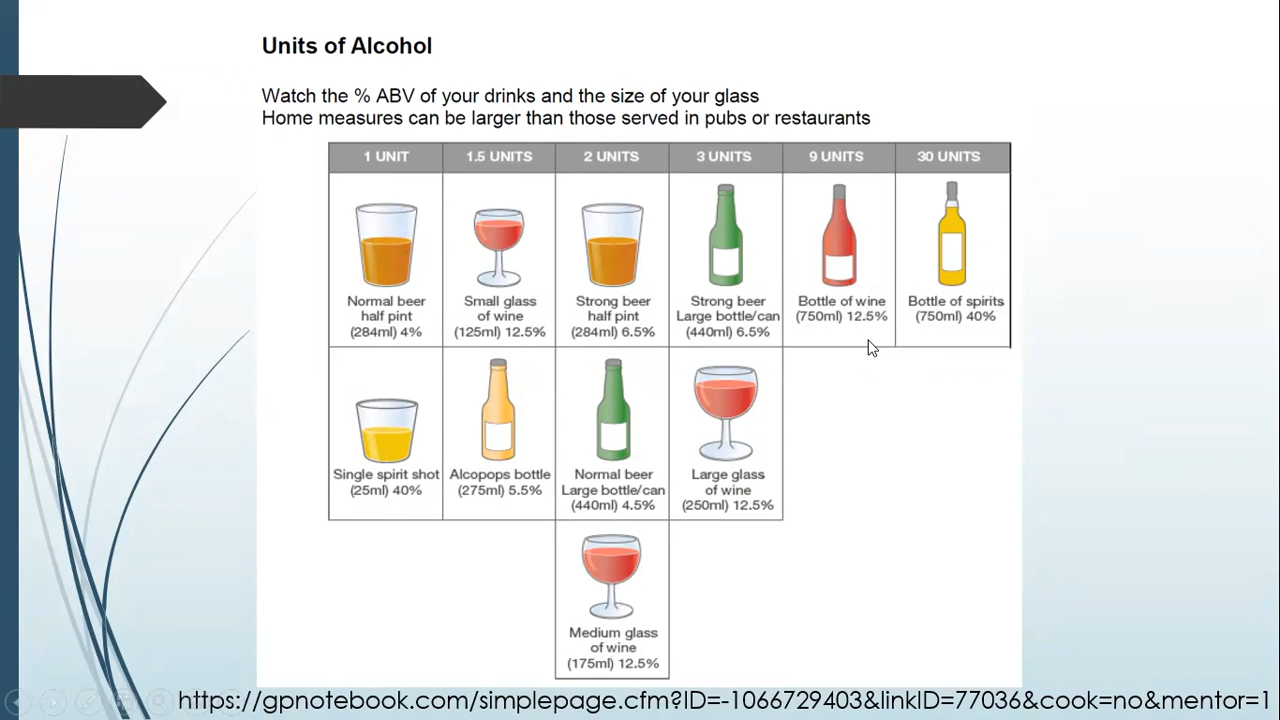 Units of Alcohol
Watch the % ABV of your drinks and the size of your glass
Home measures can be larger than those served in pubs or restaurants
1 UNIT
1.5 UNITS
2 UNITS
3 UNITS
9 UNITS
30 UNITS
Normal beer
half pint
(284ml) 4%
Small glass
of wine
(125ml) 12.5%
Strong beer
half pint
(284ml) 6.5%
Strong beer
Large bottle/can
(440ml) 6.5%
Bottle of wine
(750ml) 12.5%
Bottle of spirits
(750ml) 40%
Single spirit shot
(25ml) 40%
Alcopops bottle
(275ml) 5.5%
Normal beer
Large bottle/can
(440ml) 4.5%
Large glass
of wine
(250ml) 12.5%
Medium glass
of wine
(175ml) 12.5%
https://gpnotebook.com/simplepage.cfm?ID=-1066729403&linkID=77036&cook=no&mentor=1